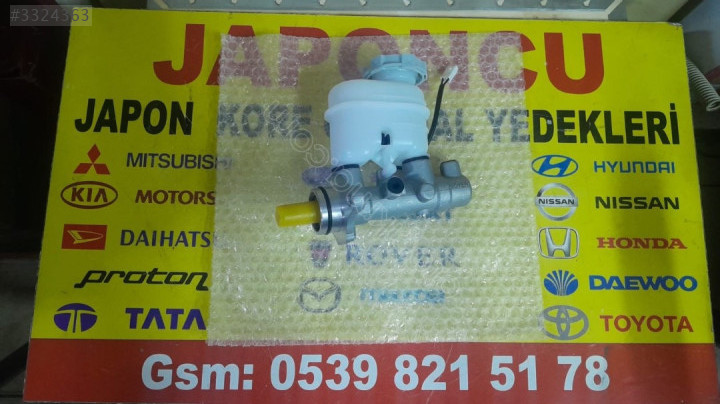 #3324363
JAPONCU
JAPON KORE AL YEDEKLERİ
MITSUBISHI
HYUNDAI
KIA MOTORS
NISSAN
DAIHATSU
HONDA
proton
ROVER
DAEWOO
TATA
mazda
TOYOTA
Gsm: 0539 821 51 78